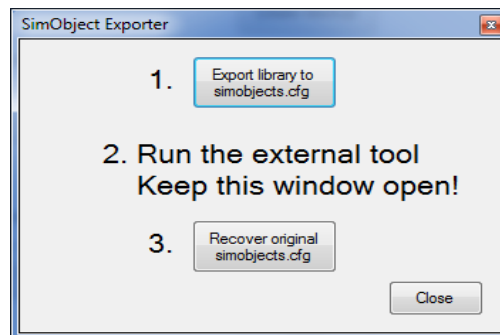 SimObject Exporter
1.
Export library to
simobjects.cfg
2. Run the external tool
Keep this window open!
3.
Recover original
simobjects.cfg
Close